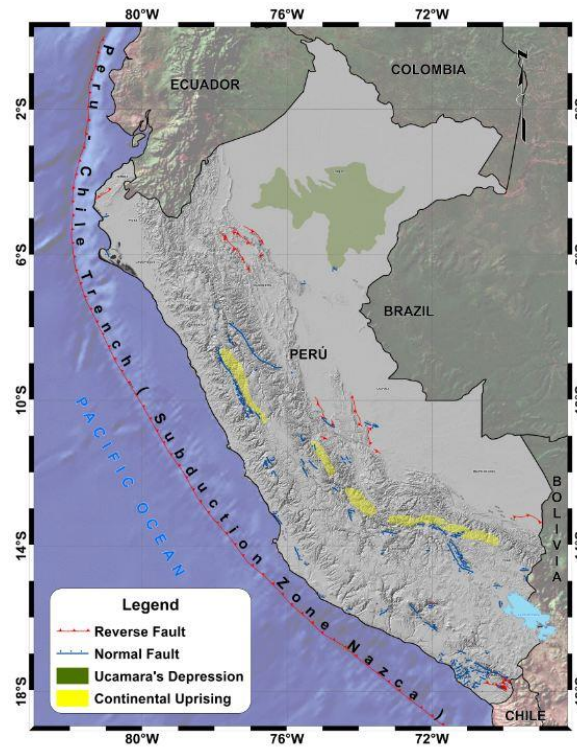 80°W 76°W 72°W
COLOMBIA
ECUADOR
2°S
6°S
BRAZIL
PERÚ
10°S
14°S
18°S
Peru - Chile Trench ( Subduction Zone Nazca )
PACIFIC OCEAN
BOLIVIA
CHILE
Legend
Reverse Fault
Normal Fault
Ucamara's Depression
Continental Uprising
80°W 76°W 72°W